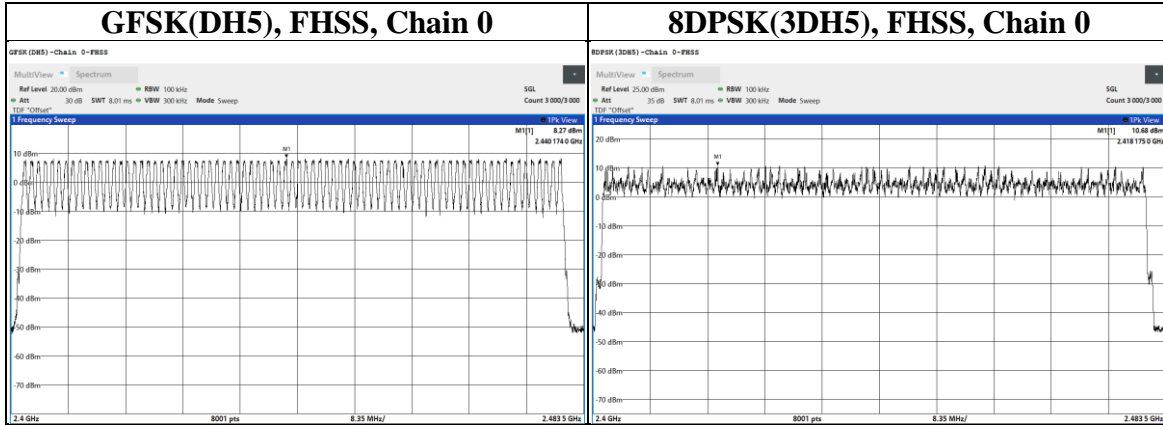 GFSK(DH5), FHSS, Chain 0
GFSK(DH5)-Chain 0-FHSS
MultiView Spectrum
Ref Level 20.00 dBm RBW 100 kHz SGL
Att 30 dB SWT 8.01 ms VBW 300 kHz Mode Sweep Count 3 000/3 000
TDF "Offset"
1 Frequency Sweep 1Pk View
M1[1] 8.27 dBm
2.440 174 0 GHz
M1
10 dBm
0 dBm
-10 dBm
-20 dBm
-30 dBm
-40 dBm
-50 dBm
-60 dBm
-70 dBm
2.4 GHz 8001 pts 8.35 MHz/ 2.483 5 GHz
8DPSK(3DH5), FHSS, Chain 0
8DPSK(3DH5)-Chain 0-FHSS
MultiView Spectrum
Ref Level 25.00 dBm RBW 100 kHz SGL
Att 35 dB SWT 8.01 ms VBW 300 kHz Mode Sweep Count 3 000/3 000
TDF "Offset"
1 Frequency Sweep 1Pk View
M1[1] 10.68 dBm
2.418 175 0 GHz
20 dBm
M1
10 dBm
0 dBm
-10 dBm
-20 dBm
-30 dBm
-40 dBm
-50 dBm
-60 dBm
-70 dBm
2.4 GHz 8001 pts 8.35 MHz/ 2.483 5 GHz